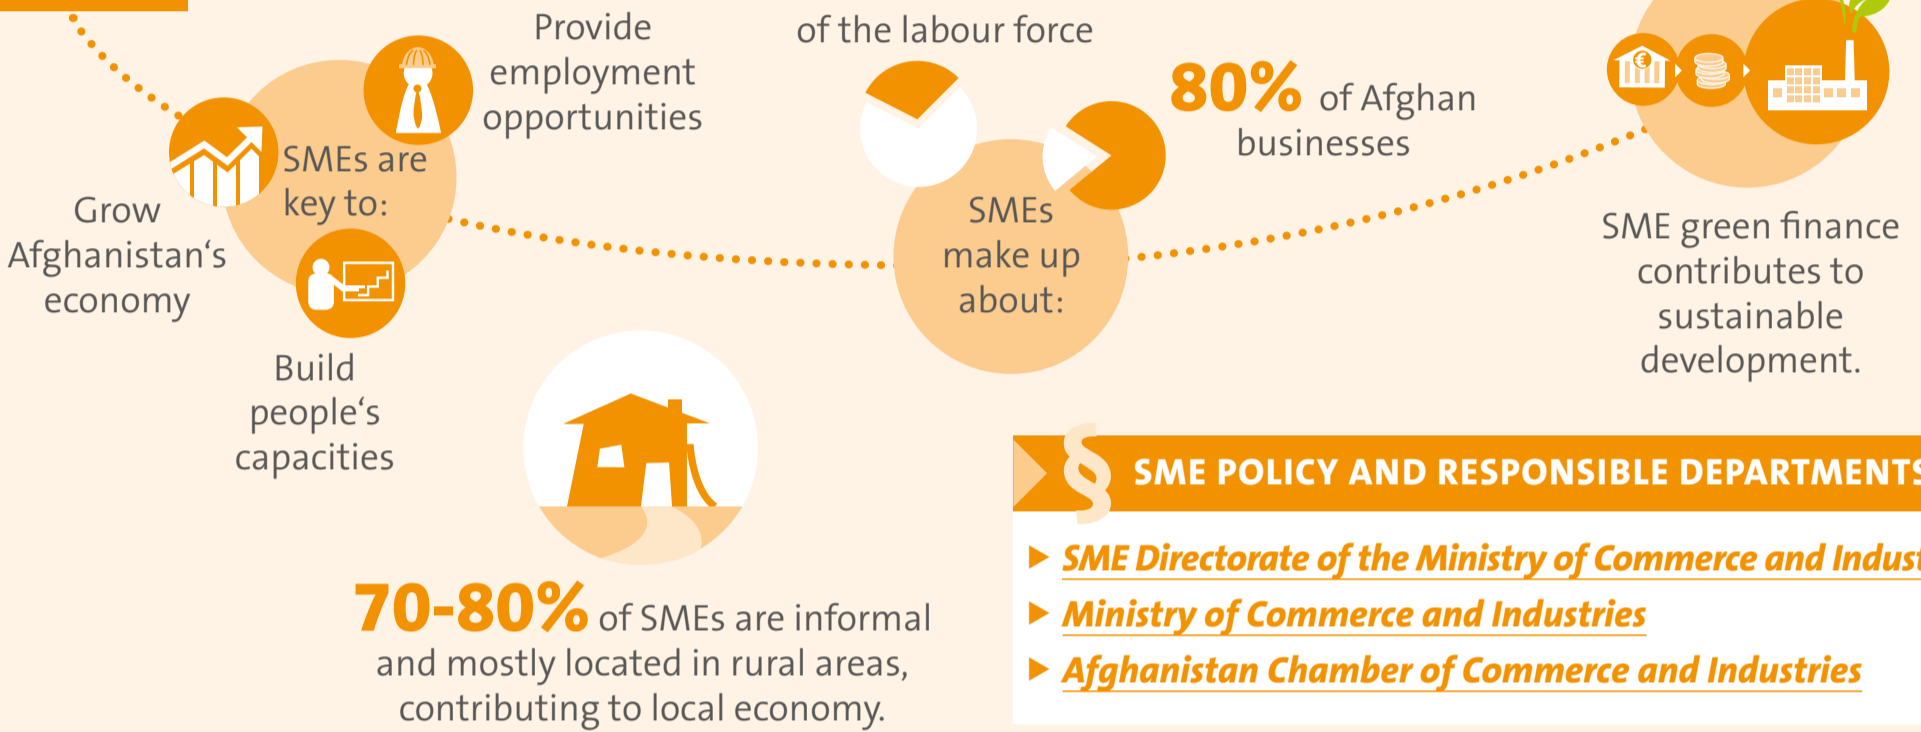 Provide
employment
opportunities
SMEs are
key to:
Grow
Afghanistan‘s
economy
Build
people‘s
capacities
of the labour force
80% of Afghan
businesses
SMEs
make up
about:
€
SME green finance
contributes to
sustainable
development.
70-80% of SMEs are informal
and mostly located in rural areas,
contributing to local economy.
§ SME POLICY AND RESPONSIBLE DEPARTMENTS
SME Directorate of the Ministry of Commerce and Indust
Ministry of Commerce and Industries
Afghanistan Chamber of Commerce and Industries